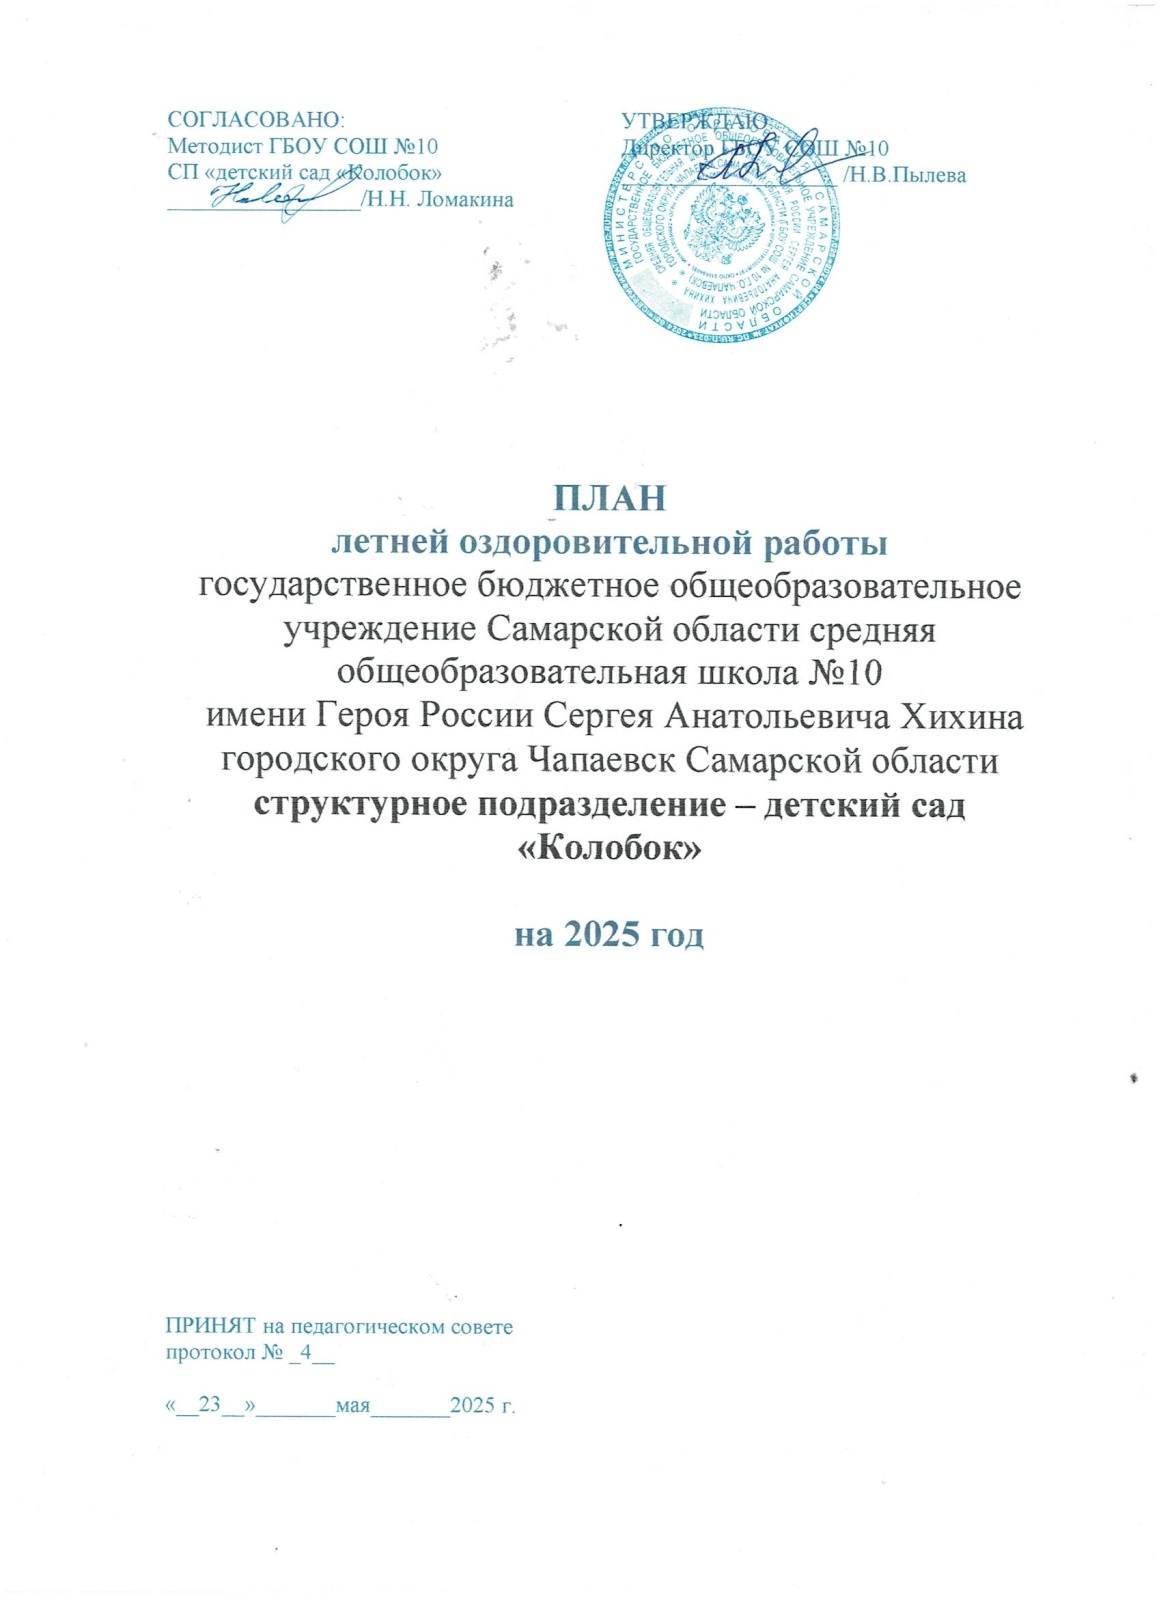 СОГЛАСОВАНО:
Методист ГБОУ СОШ №10
СП «детский сад «Колобок»
/Н.Н. Ломакина
УТВЕРЖДАЮ
Директор ГБОУ СОШ №10
/Н.В.Пылева
ПЛАН
летней оздоровительной работы
государственное бюджетное общеобразовательное
учреждение Самарской области средняя
общеобразовательная школа №10
имени Героя России Сергея Анатольевича Хихина
городского округа Чапаевск Самарской области
структурное подразделение – детский сад
«Колобок»
на 2025 год
ПРИНЯТ на педагогическом совете
протокол № _4__
«__23__»_______мая_______2025 г.